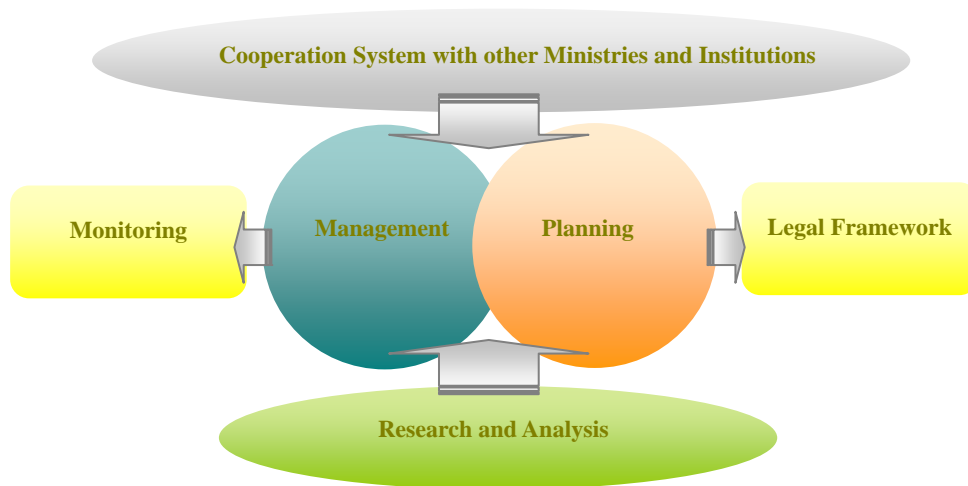 Cooperation System with other Ministries and Institutions
Monitoring
Management
Planning
Legal Framework
Research and Analysis